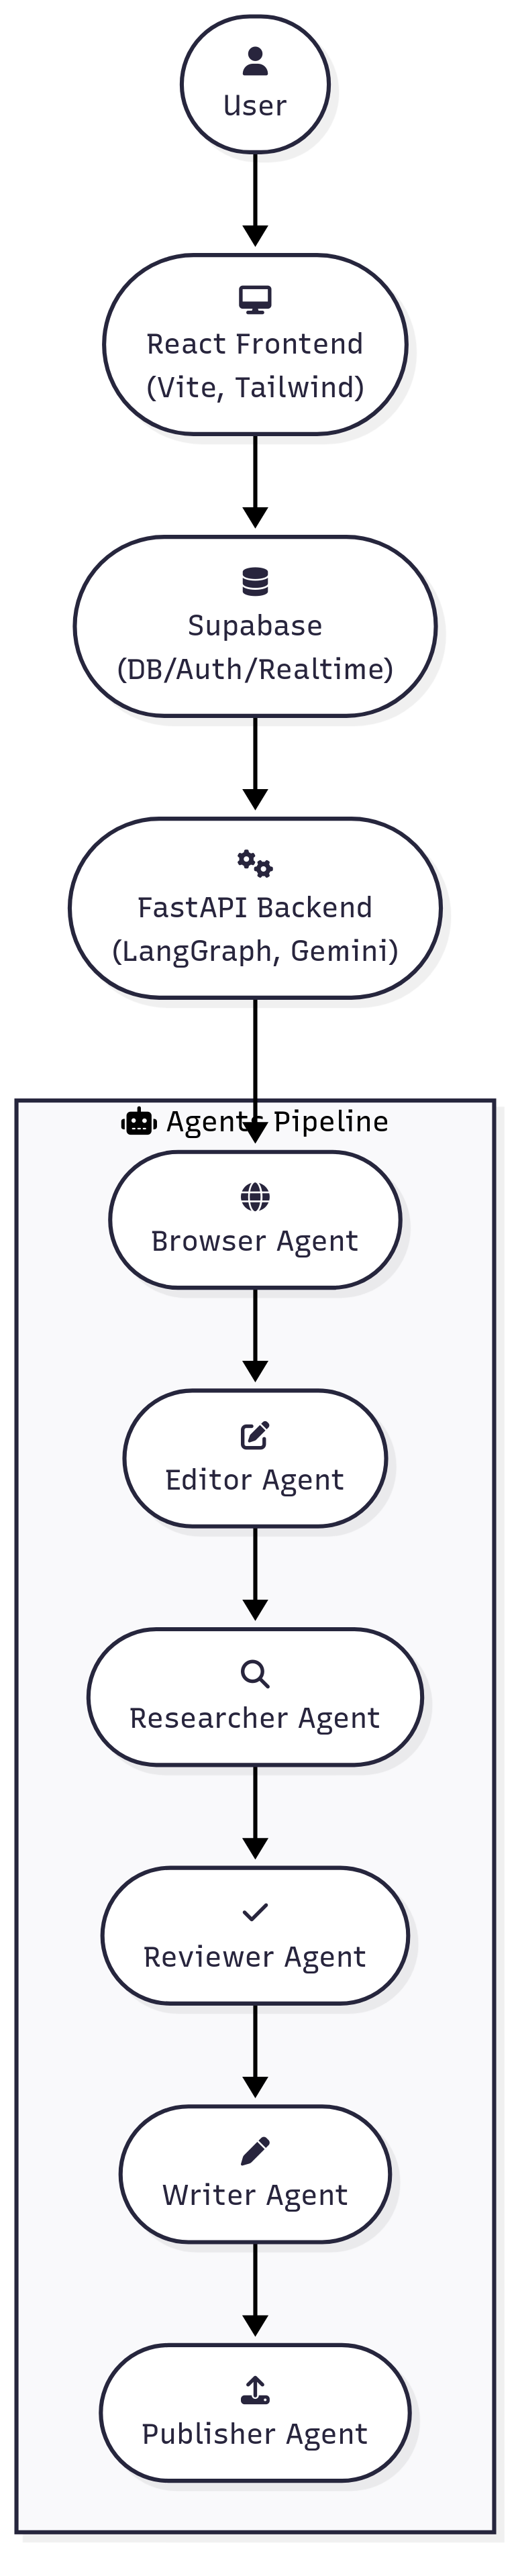 User
React Frontend
(Vite, Tailwind)
Supabase
(DB/Auth/Realtime)
FastAPI Backend
(LangGraph, Gemini)
Agents Pipeline
Browser Agent
Editor Agent
Researcher Agent
Reviewer Agent
Writer Agent
Publisher Agent